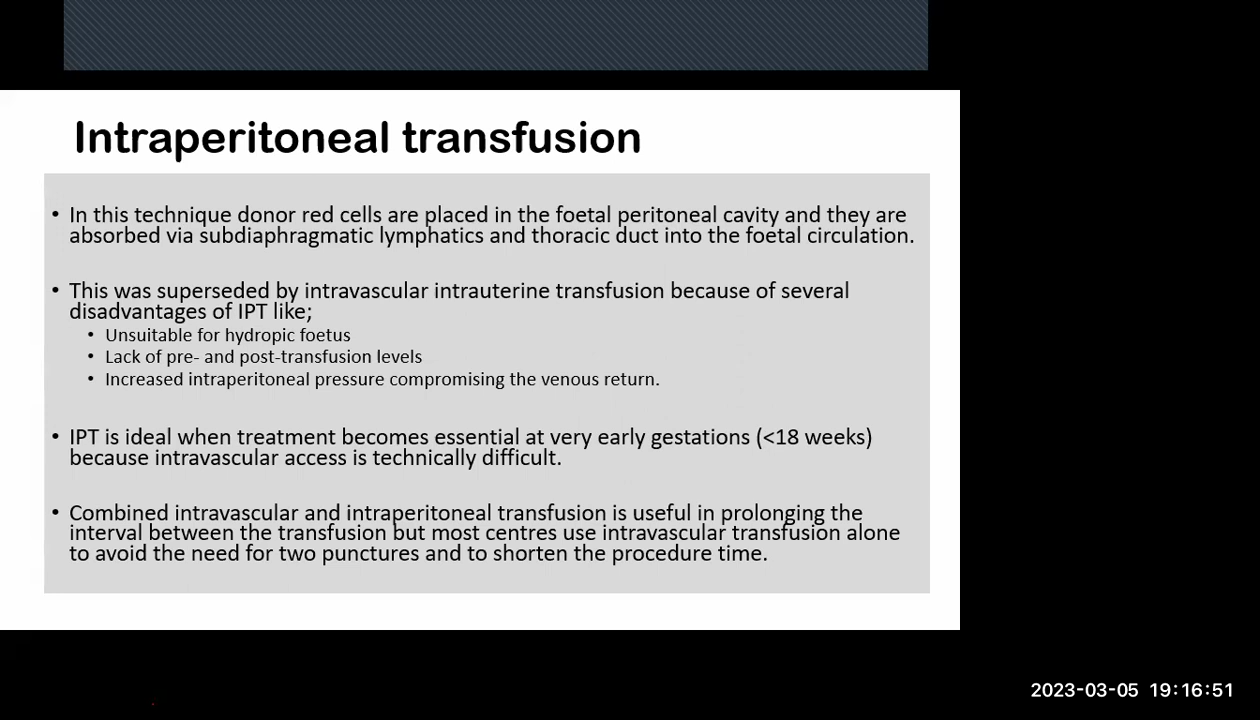 Intraperitoneal transfusion
• In this technique donor red cells are placed in the foetal peritoneal cavity and they are
absorbed via subdiaphragmatic lymphatics and thoracic duct into the foetal circulation.
• This was superseded by intravascular intrauterine transfusion because of several
disadvantages of IPT like;
• Unsuitable for hydropic foetus
• Lack of pre- and post-transfusion levels
• Increased intraperitoneal pressure compromising the venous return.
• IPT is ideal when treatment becomes essential at very early gestations (<18 weeks)
because intravascular access is technically difficult.
• Combined intravascular and intraperitoneal transfusion is useful in prolonging the
interval between the transfusion but most centres use intravascular transfusion alone
to avoid the need for two punctures and to shorten the procedure time.
2023-03-05 19:16:51